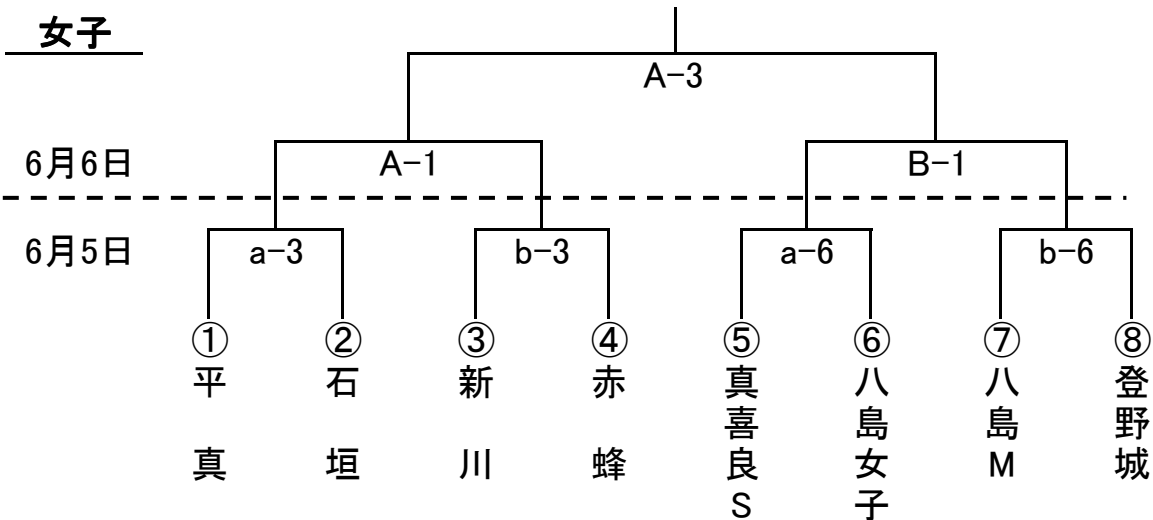 女子
A-3
6月6日 A-1 B-1
6月5日 a-3 b-3 a-6 b-6
① ② ③ ④ ⑤ ⑥ ⑦ ⑧
平真
石垣
新川
赤蜂
真喜良S
八島女子
八島M
登野城